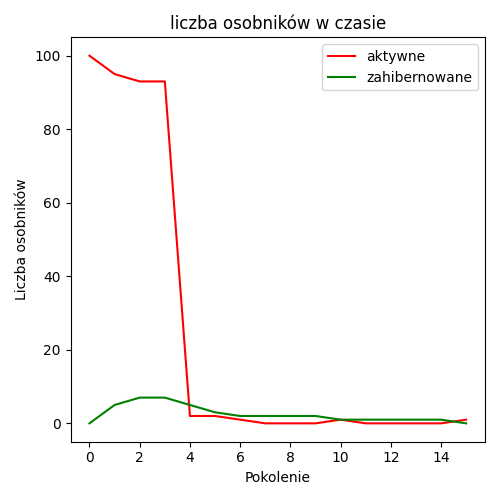 liczba osobników w czasie
aktywne
zahibernowane
Liczba osobników
100
80
60
40
20
0
0 2 4 6 8 10 12 14
Pokolenie